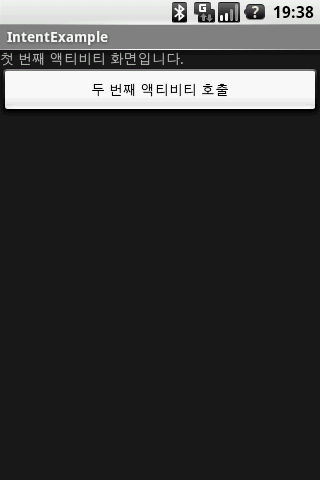 G
?
19:38
IntentExample
첫 번째 액티비티 화면입니다.
두 번째 액티비티 호출